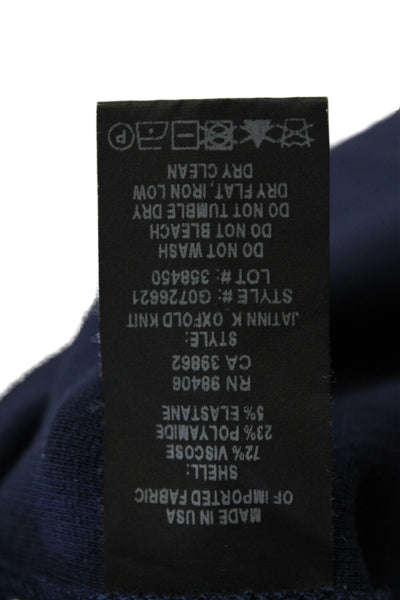 MADE IN USA
OF IMPORTED FABRIC
SHELL:
72% VISCOSE
23% POLYAMIDE
5% ELASTANE
RN 98406
CA 39862
STYLE:
JATINN K. OXFOLD KNIT
STYLE #: G0726621
LOT #: 358450
DO NOT WASH
DO NOT BLEACH
DO NOT TUMBLE DRY
DRY FLAT, IRON LOW
DRY CLEAN
P